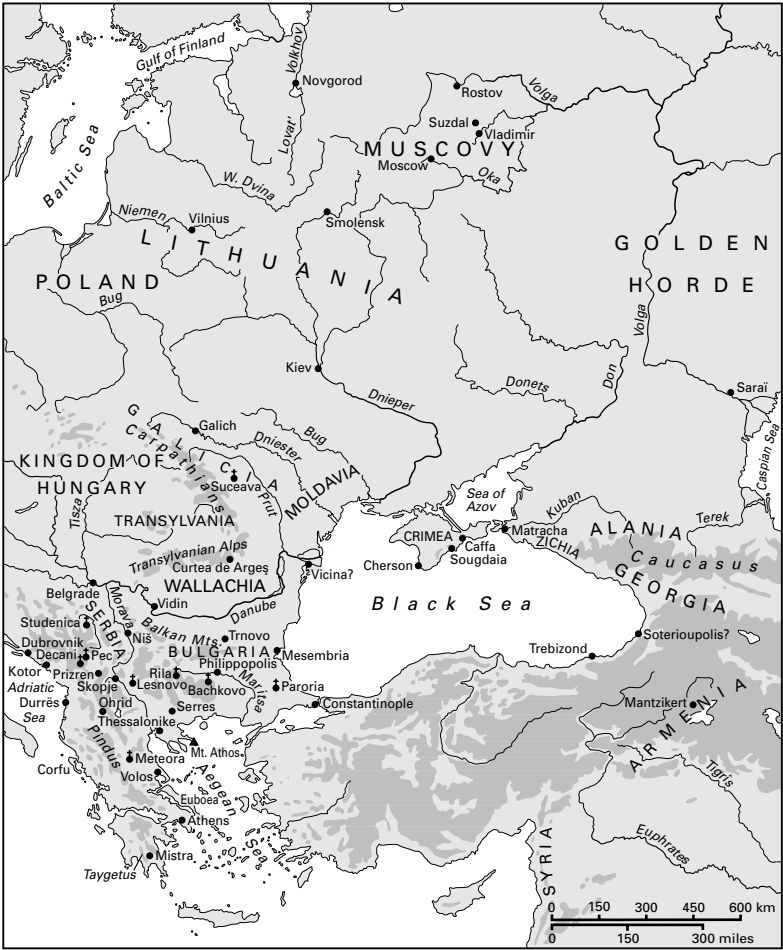 Gulf of Finland
Volkhov
Novgorod
Lovat'
Baltic Sea
Rostov
Volga
Suzdal
Vladimir
MUSCOVY
Moscow
Oka
W. Dvina
Niemen
Vilnius
Smolensk
LITHUANIA
GOLDEN
HORDE
POLAND
Bug
Volga
Kiev
Dnieper
Donets
Don
Saraï
Caspian Sea
GALICIA
Galich
Carpathians
Bug
Dniester
KINGDOM OF
HUNGARY
Suceava
Prut
MOLDAVIA
Tisza
TRANSYLVANIA
Sea of
Azov
Kuban
Terek
CRIMEA
Caffa
Sougdaia
Matracha
ZICHIA
ALANIA
Caucasus
Transylvanian Alps
Curtea de Argeş
Vicina?
Cherson
GEORGIA
WALLACHIA
Belgrade
Vidin
Danube
Black Sea
Studenica
SERBIA
Morava
Niš
Balkan Mts.
Trnovo
Soterioupolis?
Dubrovnik
Decani
Pec
BULGARIA
Mesembria
Trebizond
Kotor
Prizren
Rila
Philippopolis
Adriatic
Sea
Skopje
Lesnovo
Bachkovo
Maritsa
Paroria
Durrës
Ohrid
Serres
Constantinople
Mantzikert
ARMENIA
Thessalonike
Pindus
Mt. Athos
Meteora
Corfu
Volos
Aegean
Sea
Tigris
Euboea
Athens
Euphrates
Mistra
Taygetus
SYRIA
0 150 300 450 600 km
0 150 300 miles